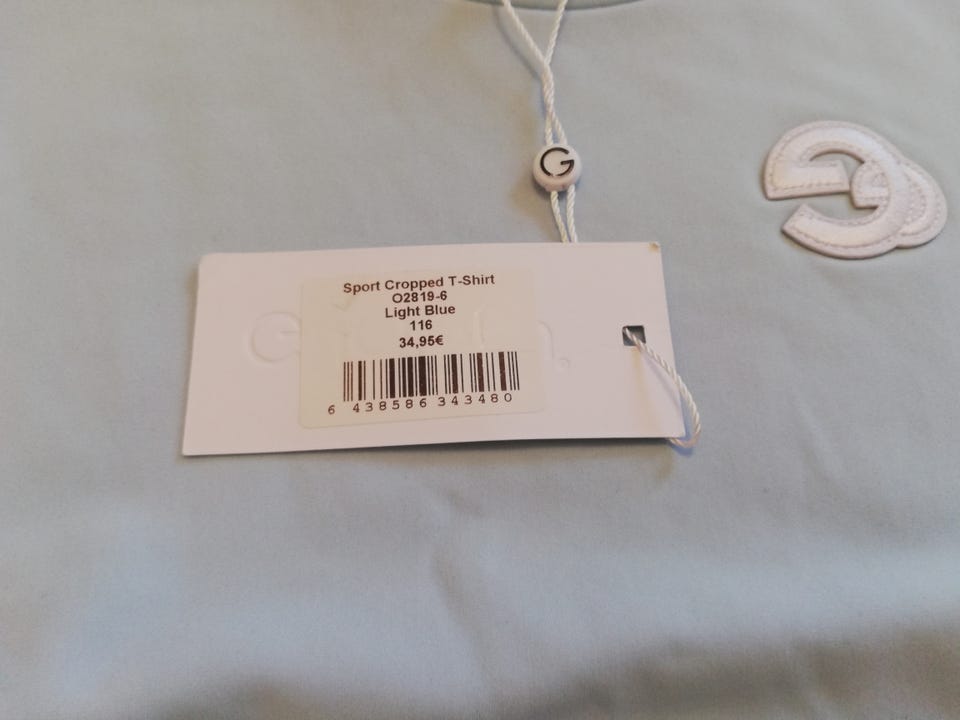 G
Sport Cropped T-Shirt
O2819-6
Light Blue
116
34,95€
6 438586 343480